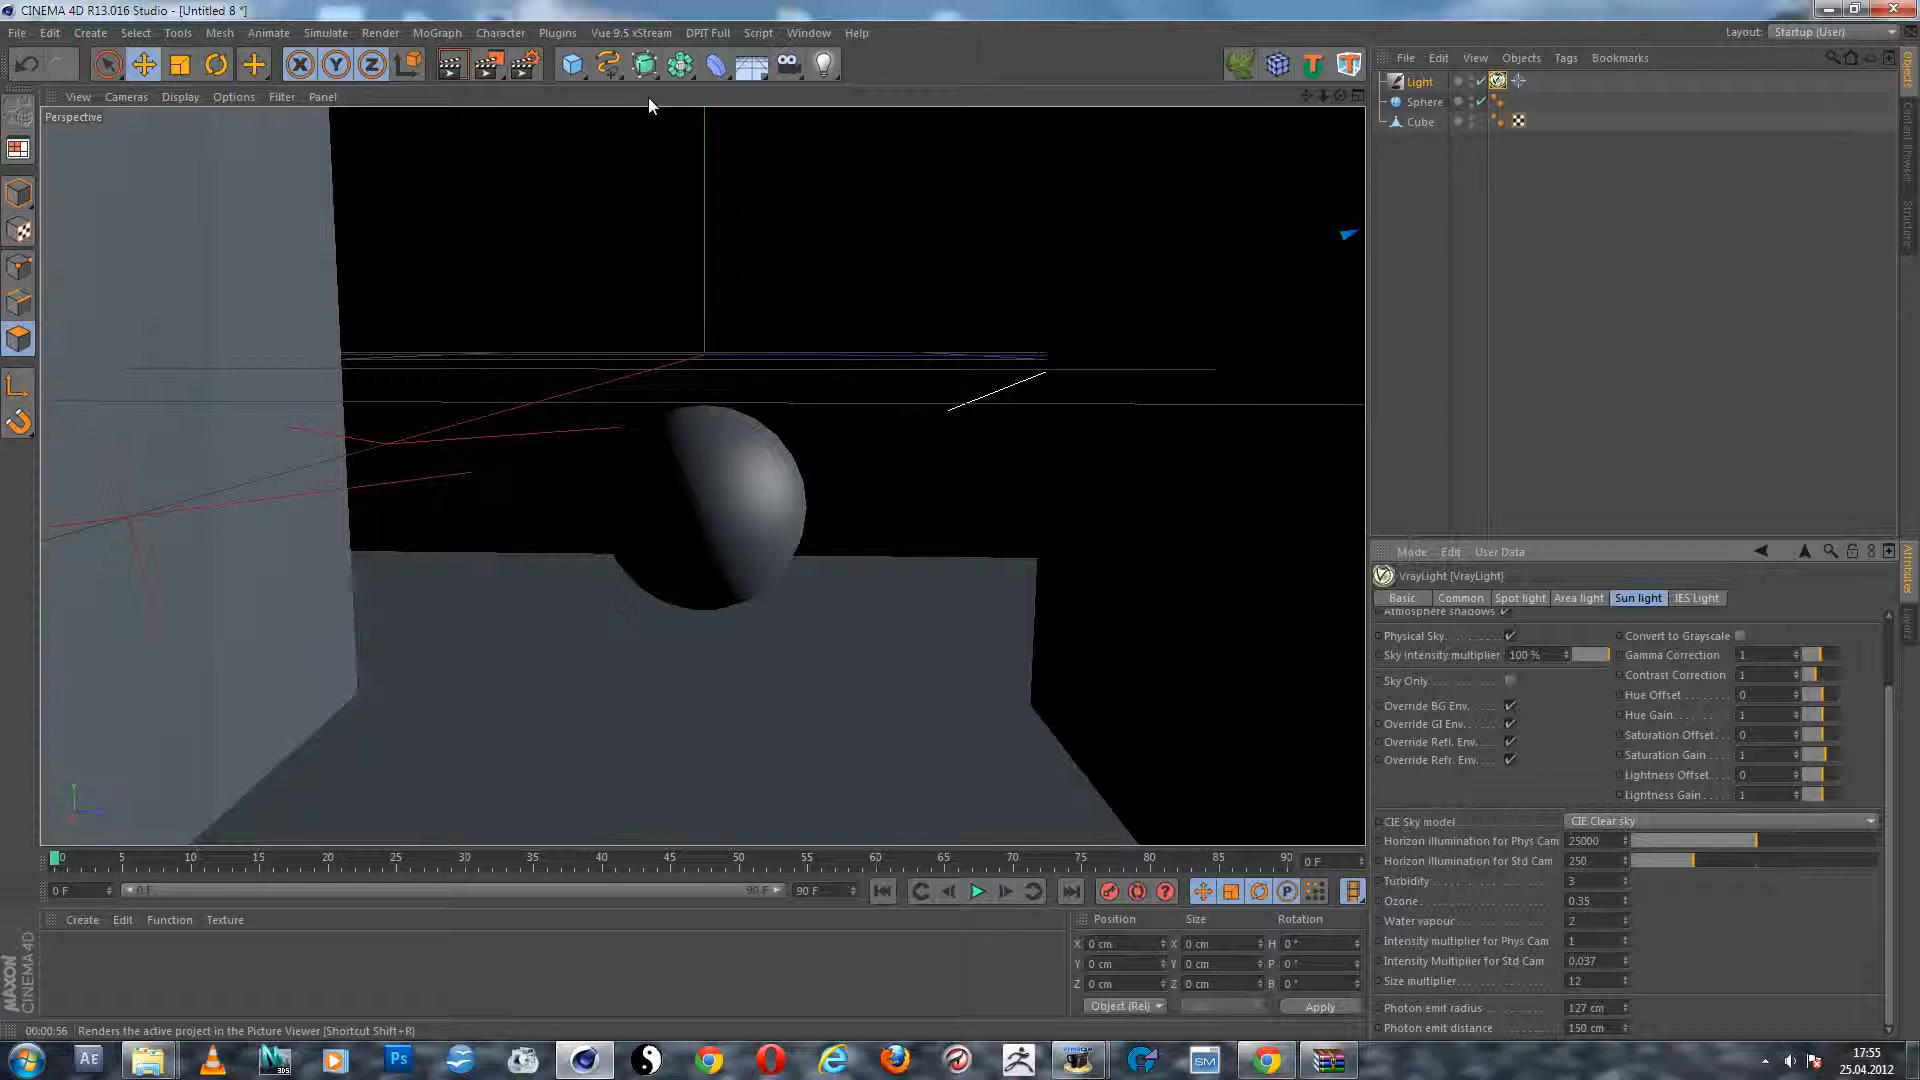 CINEMA 4D R13.016 Studio - [Untitled 8 *]
File Edit Create Select Tools Mesh Animate Simulate Render MoGraph Character Plugins Vue 9.5 xStream DPIT Full Script Window Help
Layout: Startup (User)
File Edit View Objects Tags Bookmarks
View Cameras Display Options Filter Panel
Perspective
Light
Sphere
Cube
Objects
Content Browser
Structure
Mode Edit User Data
VrayLight [VrayLight]
Basic Common Spot light Area light Sun light IES Light
Attributes
Layers
Atmosphere shadows
Physical Sky. Convert to Grayscale
Sky intensity multiplier 100 % Gamma Correction 1
Contrast Correction 1
Sky Only Hue Offset 0
Override BG Env. Hue Gain 1
Override GI Env. Saturation Offset 0
Override Refl. Env. Saturation Gain 1
Override Refr. Env. Lightness Offset 0
Lightness Gain 1
CIE Sky model CIE Clear sky
Horizon illumination for Phys Cam 25000
Horizon illumination for Std Cam 250
Turbidity 3
Ozone 0.35
Water vapour 2
Intensity multiplier for Phys Cam 1
Intensity Multiplier for Std Cam 0.037
Size multiplier 12
Photon emit radius 127 cm
Photon emit distance 150 cm
0 5 10 15 20 25 30 35 40 45 50 55 60 65 70 75 80 85 90 0 F
0 F 0 F 90 F 90 F
Create Edit Function Texture
Position Size Rotation
X 0 cm X 0 cm H 0 °
Y 0 cm Y 0 cm P 0 °
Z 0 cm Z 0 cm B 0 °
Object (Rel) Apply
MAXON
CINEMA 4D
00:00:56 Renders the active project in the Picture Viewer [Shortcut Shift+R]
17:55
25.04.2012